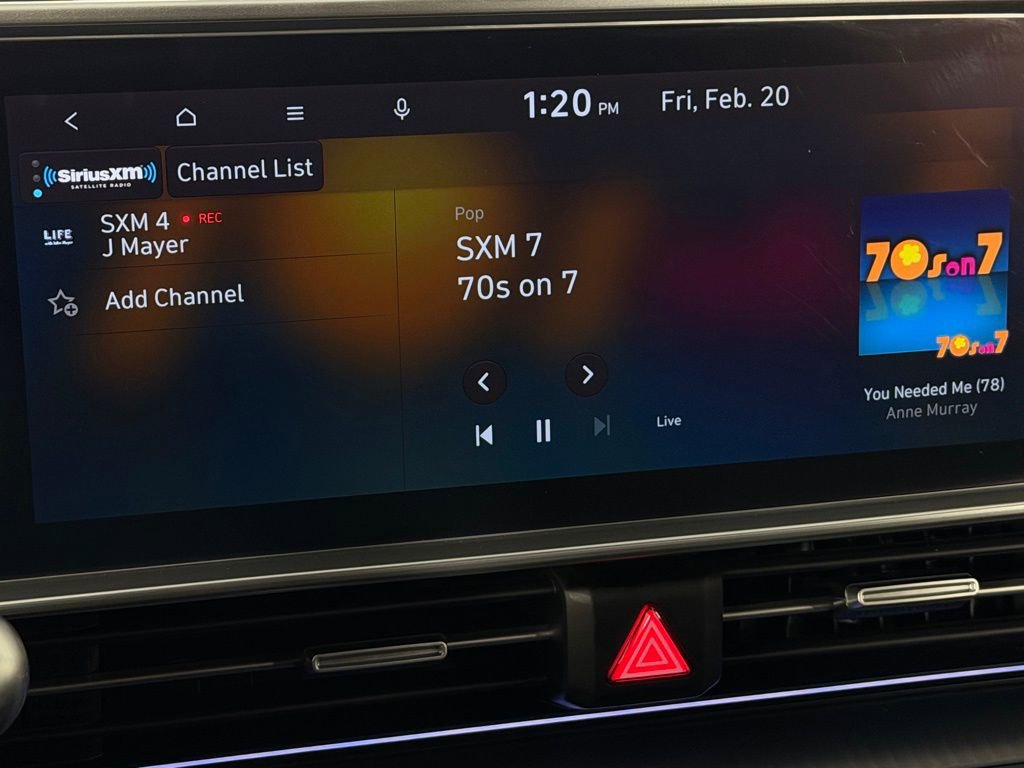 1:20 PM
Fri, Feb. 20
SiriusXM
SATELLITE RADIO
Channel List
LIFE
SXM 4
REC
J Mayer
Add Channel
Pop
SXM 7
70s on 7
Live
70s on 7
70s on 7
You Needed Me (78)
Anne Murray